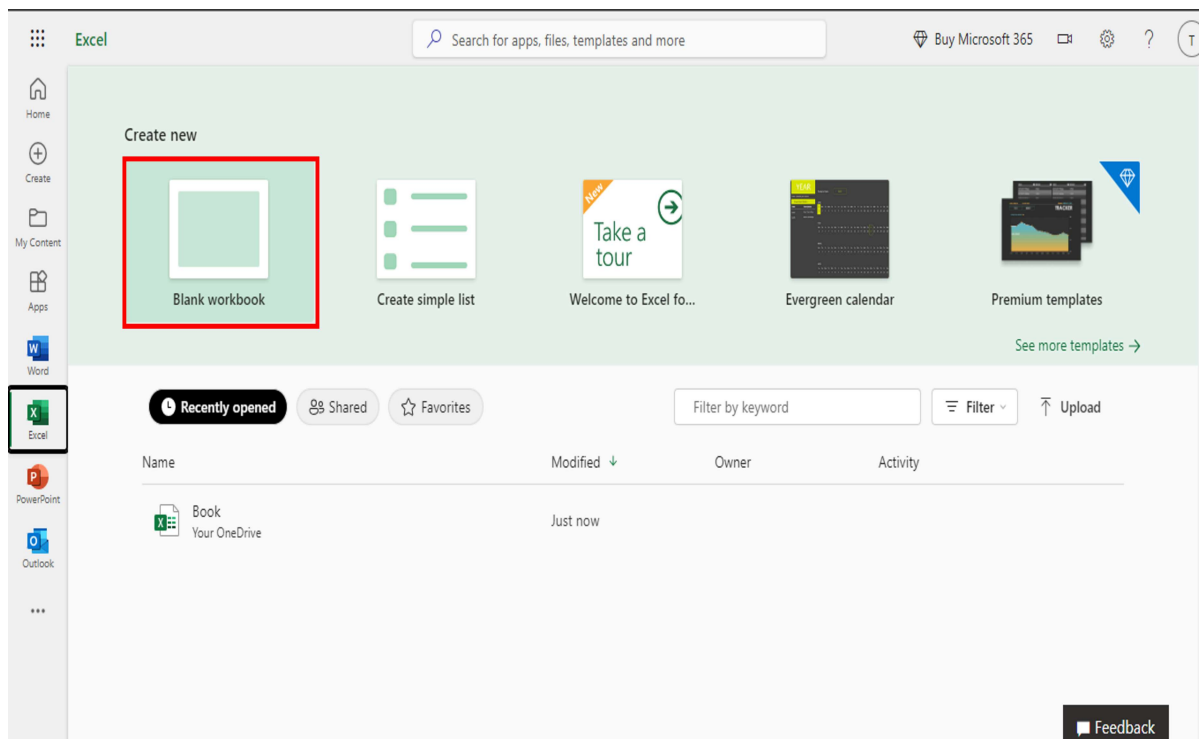 Excel
Search for apps, files, templates and more
Buy Microsoft 365
?
T
Home
Create
My Content
Apps
W
Word
X
Excel
P
PowerPoint
O
Outlook
Create new
Blank workbook
Create simple list
New
Take a
tour
Welcome to Excel fo...
YEAR
Evergreen calendar
TRACKER
Premium templates
See more templates →
Recently opened
Shared
Favorites
Filter by keyword
Filter
Upload
Name
Modified ↓
Owner
Activity
X
Book
Your OneDrive
Just now
Feedback